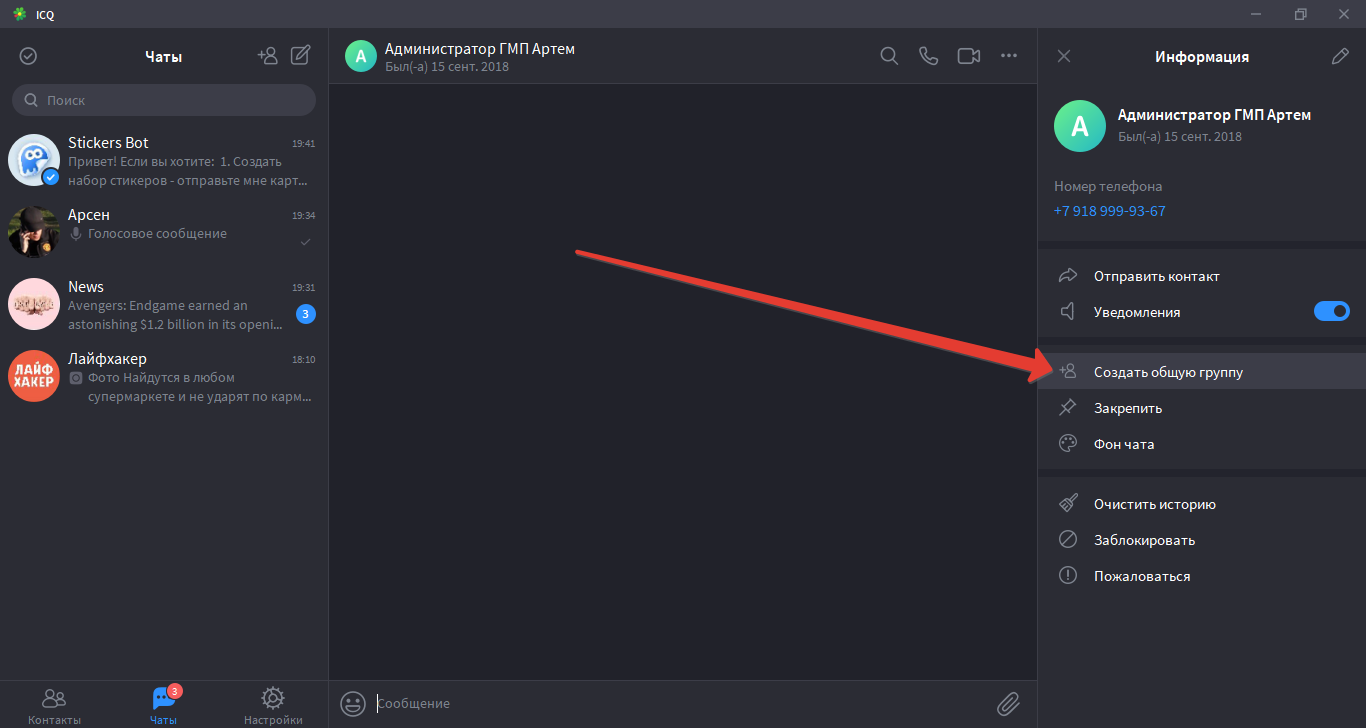 ICQ
Чаты
Поиск
Stickers Bot
19:41
Привет! Если вы хотите: 1. Создать
набор стикеров - отправьте мне карт...
Арсен
19:34
Голосовое сообщение
News
19:31
Avengers: Endgame earned an
astonishing $1.2 billion in its openi...
3
ЛАЙФ
ХАКЕР
Лайфхакер
18:10
Фото Найдутся в любом
супермаркете и не ударят по карм...
Контакты
3
Чаты
Настройки
А
Администратор ГМП Артем
Был(-а) 15 сент. 2018
Сообщение
Информация
А
Администратор ГМП Артем
Был(-а) 15 сент. 2018
Номер телефона
+7 918 999-93-67
Отправить контакт
Уведомления
Создать общую группу
Закрепить
Фон чата
Очистить историю
Заблокировать
Пожаловаться